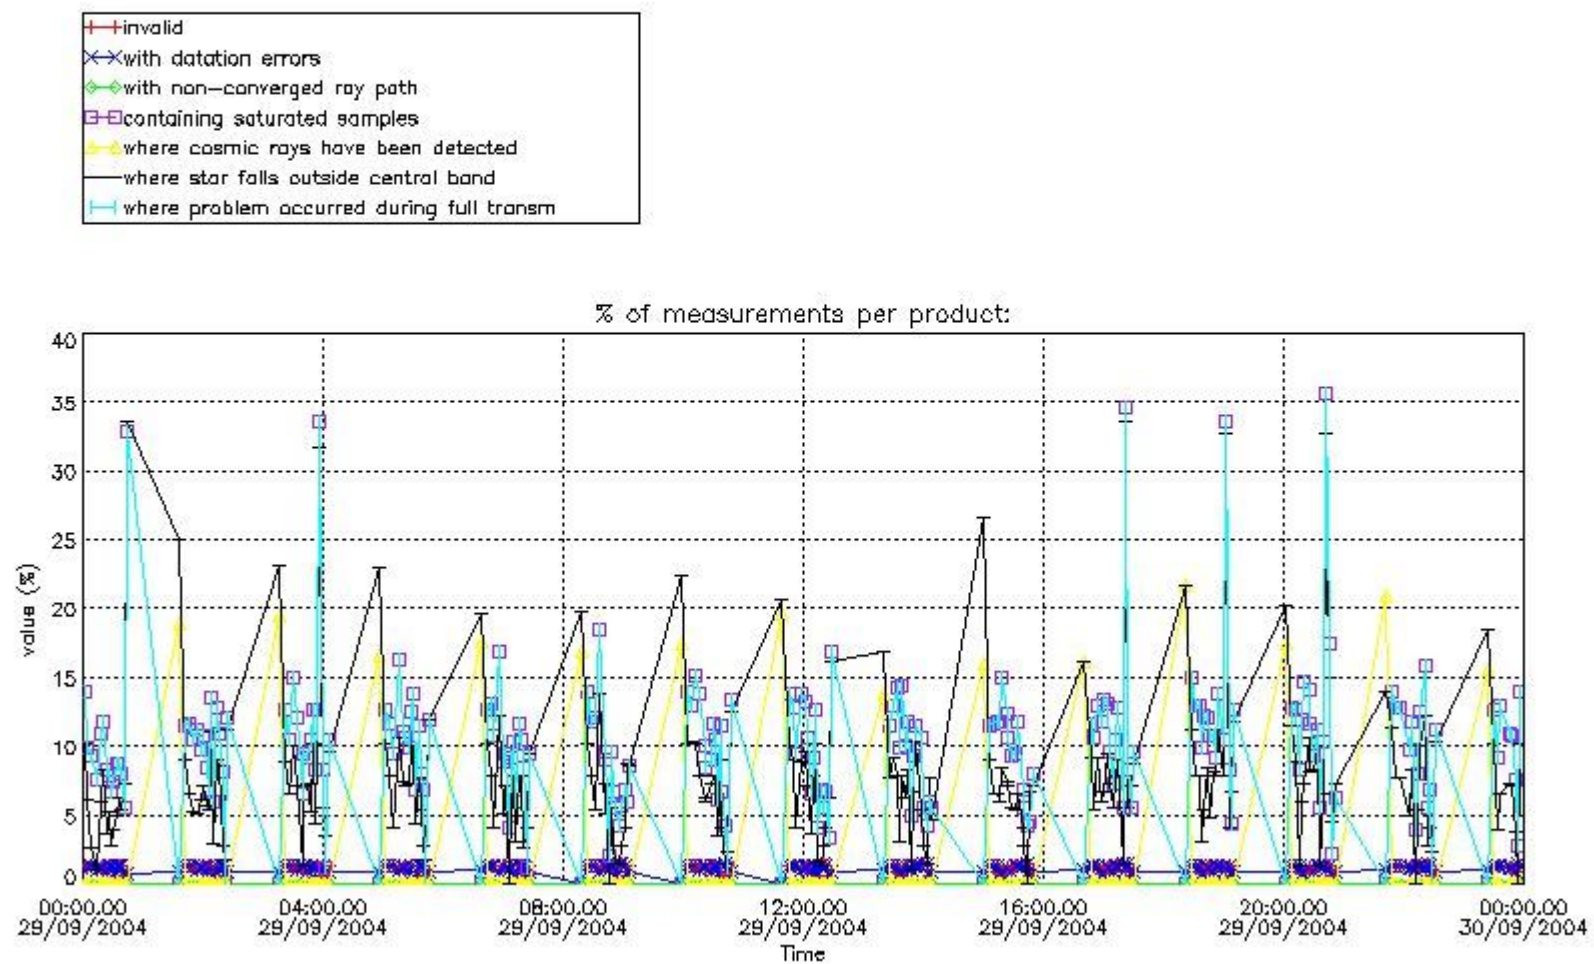 invalid
with datation errors
with non-converged ray path
containing saturated samples
where cosmic rays have been detected
where star falls outside central band
where problem occurred during full transm
% of measurements per product:
40
35
30
25
20
15
10
5
0
value (%)
00:00:00 04:00:00 08:00:00 12:00:00 16:00:00 20:00:00 00:00:00
29/09/2004 29/09/2004 29/09/2004 29/09/2004 29/09/2004 29/09/2004 30/09/2004
Time